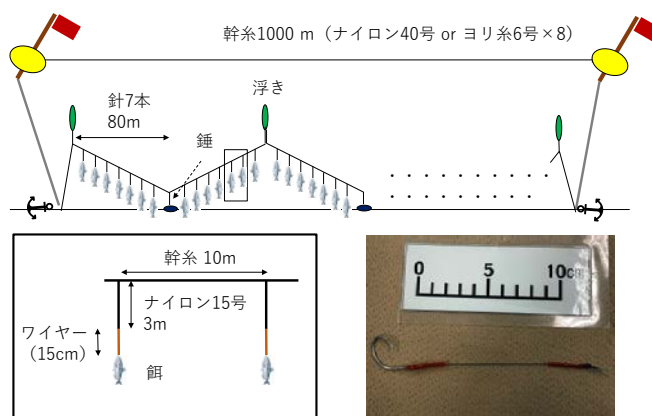 幹糸1000 m（ナイロン40号 or ヨリ糸6号×8）
針7本
80m
浮き
錘
幹糸 10m
ナイロン15号
3m
ワイヤー
（15cm）
餌
0 5 10cm